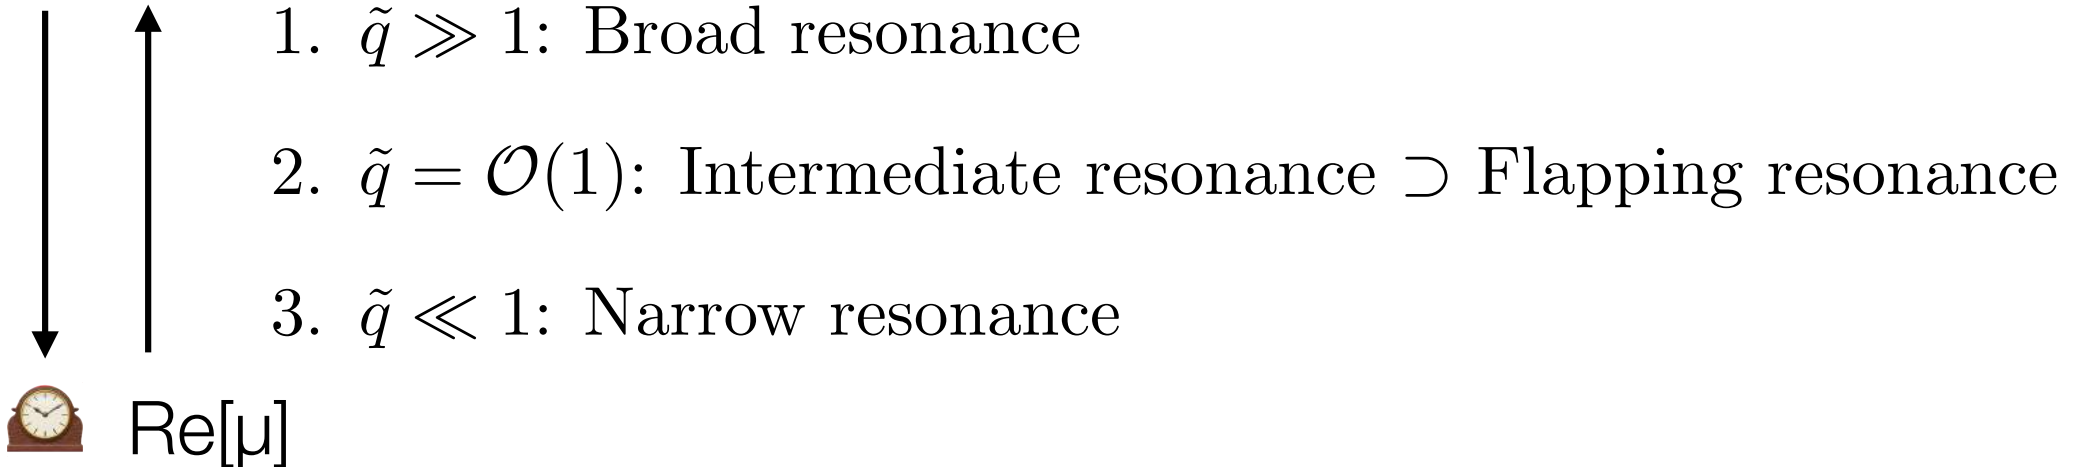 1. q̃ ≫ 1: Broad resonance
2. q̃ = 𝒪(1): Intermediate resonance ⊃ Flapping resonance
3. q̃ ≪ 1: Narrow resonance
Re[μ]